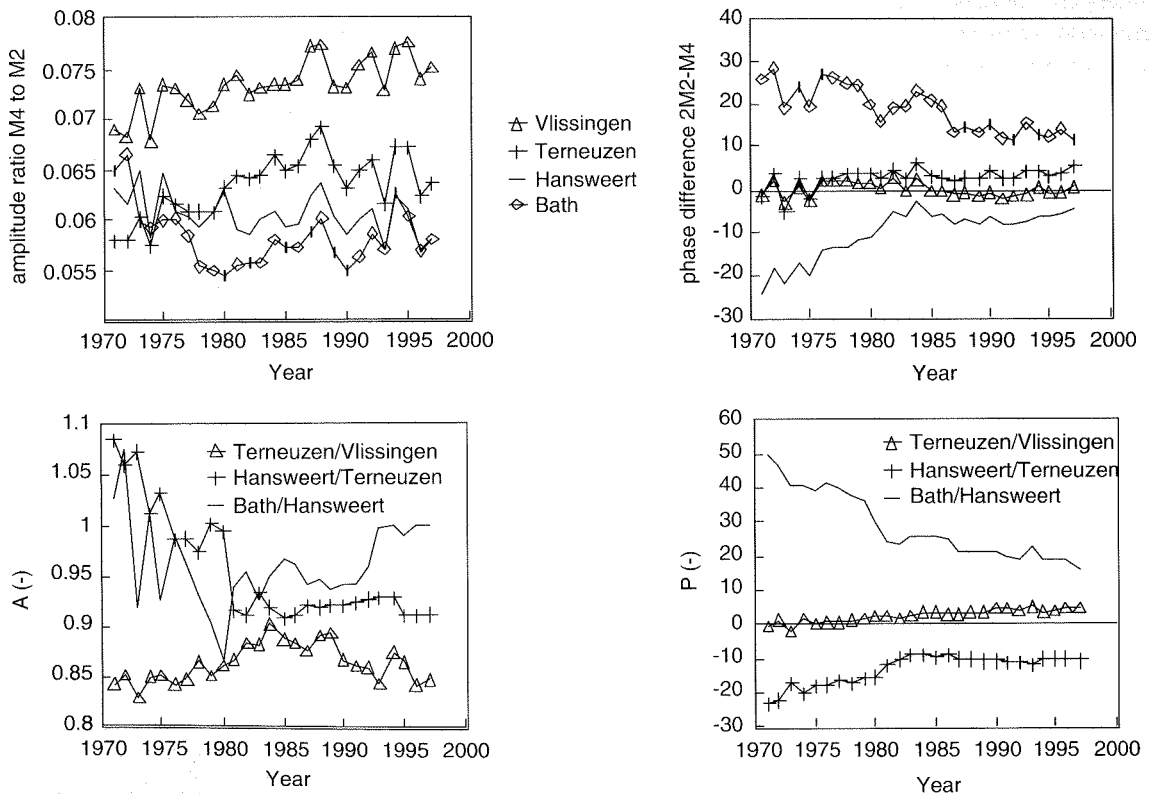 amplitude ratio M4 to M2
0.08
0.075
0.07
0.065
0.06
0.055
1970 1975 1980 1985 1990 1995 2000
Year
Vlissingen
Terneuzen
Hansweert
Bath
phase difference 2M2-M4
40
30
20
10
0
-10
-20
-30
1970 1975 1980 1985 1990 1995 2000
Year
A (-)
1.1
1.05
1
0.95
0.9
0.85
0.8
Terneuzen/Vlissingen
Hansweert/Terneuzen
Bath/Hansweert
1970 1975 1980 1985 1990 1995 2000
Year
P (-)
60
50
40
30
20
10
0
-10
-20
-30
Terneuzen/Vlissingen
Hansweert/Terneuzen
Bath/Hansweert
1970 1975 1980 1985 1990 1995 2000
Year